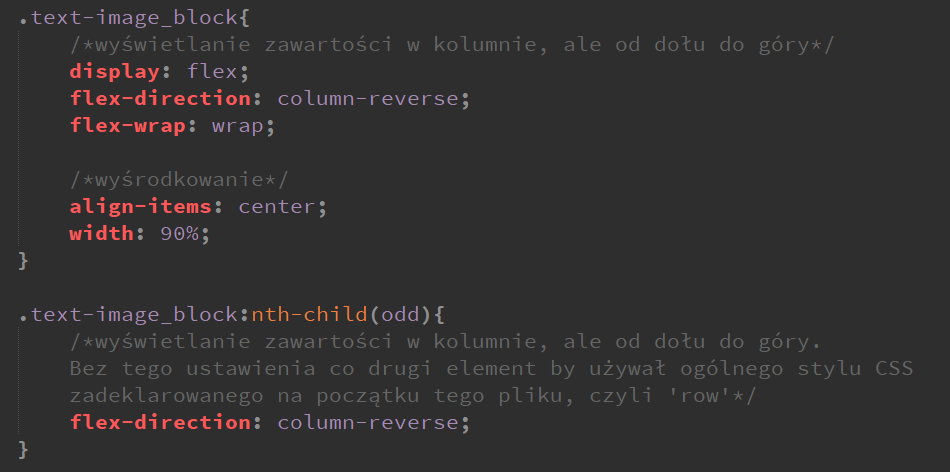 .text-image_block{
/*wyświetlanie zawartości w kolumnie, ale od dołu do góry*/
display: flex;
flex-direction: column-reverse;
flex-wrap: wrap;
/*wyśrodkowanie*/
align-items: center;
width: 90%;
}
.text-image_block:nth-child(odd){
/*wyświetlanie zawartości w kolumnie, ale od dołu do góry.
Bez tego ustawienia co drugi element by używał ogólnego stylu CSS
zadeklarowanego na początku tego pliku, czyli 'row'*/
flex-direction: column-reverse;
}